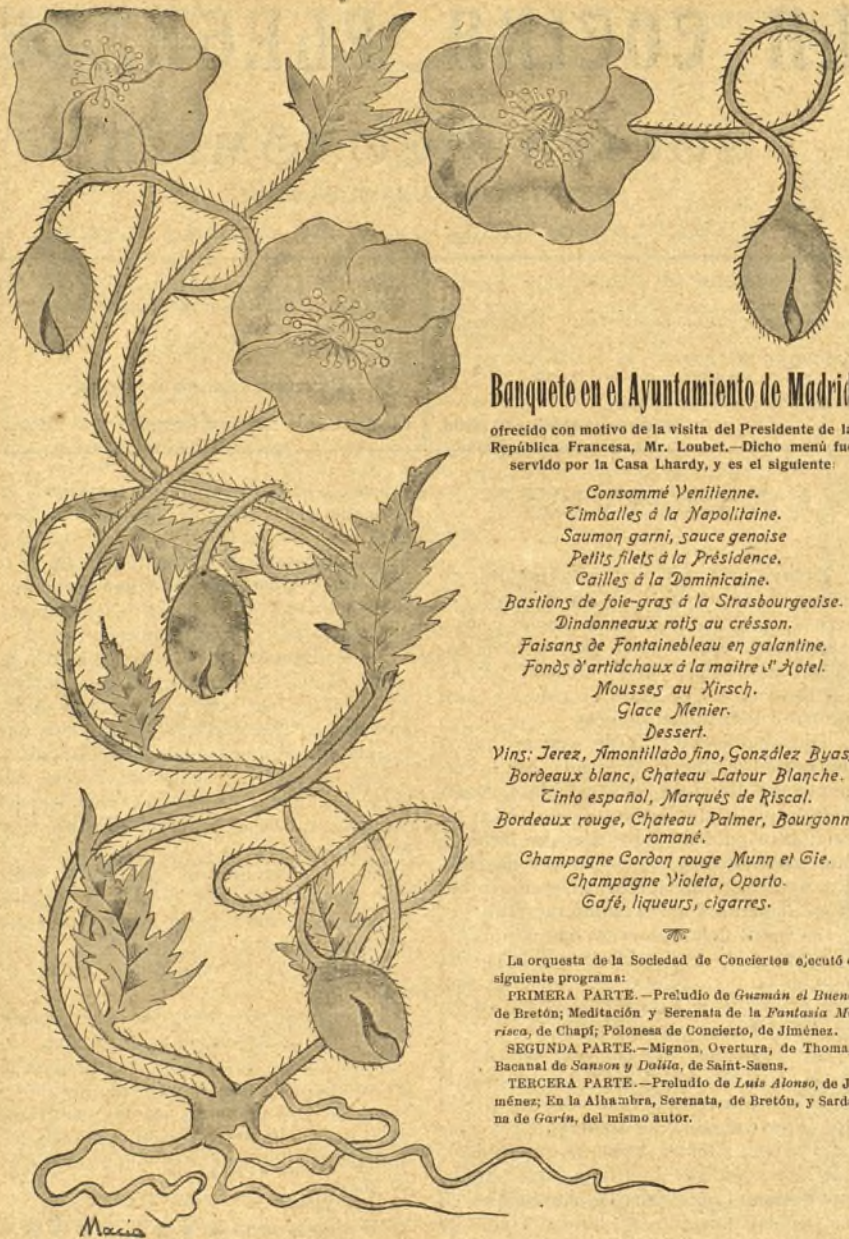 Banquete en el Ayuntamiento de Madrid
ofrecido con motivo de la visita del Presidente de la
República Francesa, Mr. Loubet.—Dicho menú fué
servido por la Casa Lhardy, y es el siguiente:
Consommé Venitienne.
Timballes á la Napolitaine.
Saumon garni, sauce genoise
Petits filets á la Présidence.
Cailles á la Dominicaine.
Bastions de foie-gras á la Strasbourgeoise.
Dindonneaux rotis au crésson.
Faisans de Fontainebleau en galantine.
Fonds d'artidchaux á la maitre d'Hotel.
Mousses au Kirsch.
Glace Menier.
Dessert.
Vins: Jerez, Amontillado fino, González Byas,
Bordeaux blanc, Chateau Latour Blanche.
Tinto español, Marqués de Riscal.
Bordeaux rouge, Chateau Palmer, Bourgonn
romané.
Champagne Cordon rouge Munn et Cie.
Champagne Violeta, Oporto.
Café, liqueurs, cigarres.
La orquesta de la Sociedad de Conciertos ejecutó e
siguiente programa:
PRIMERA PARTE.—Preludio de Guzmán el Bueno
de Bretón; Meditación y Serenata de la Fantasía Mo
risca, de Chapí; Polonesa de Concierto, de Jiménez.
SEGUNDA PARTE.—Mignon, Overtura, de Thoma
Bacanal de Sanson y Dalila, de Saint-Saens.
TERCERA PARTE.—Preludio de Luis Alonso, de J
ménez; En la Alhambra, Serenata, de Bretón, y Sarda
na de Garín, del mismo autor.
Macia